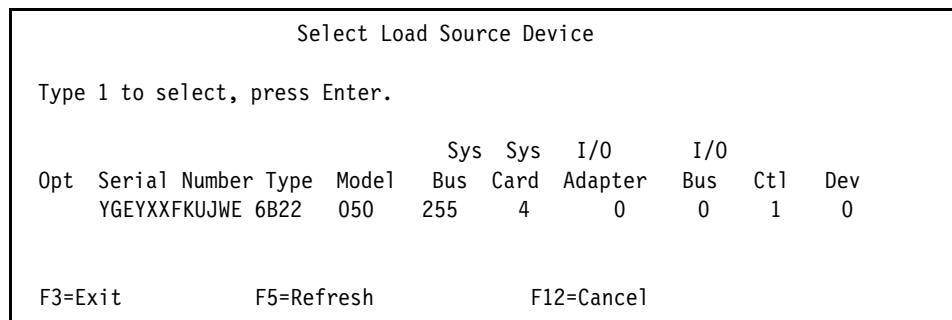 Select Load Source Device
Type 1 to select, press Enter.
Sys Sys I/O I/O
Opt Serial Number Type Model Bus Card Adapter Bus Ctl Dev
YGEYXXFKUJWE 6B22 050 255 4 0 0 1 0
F3=Exit F5=Refresh F12=Cancel